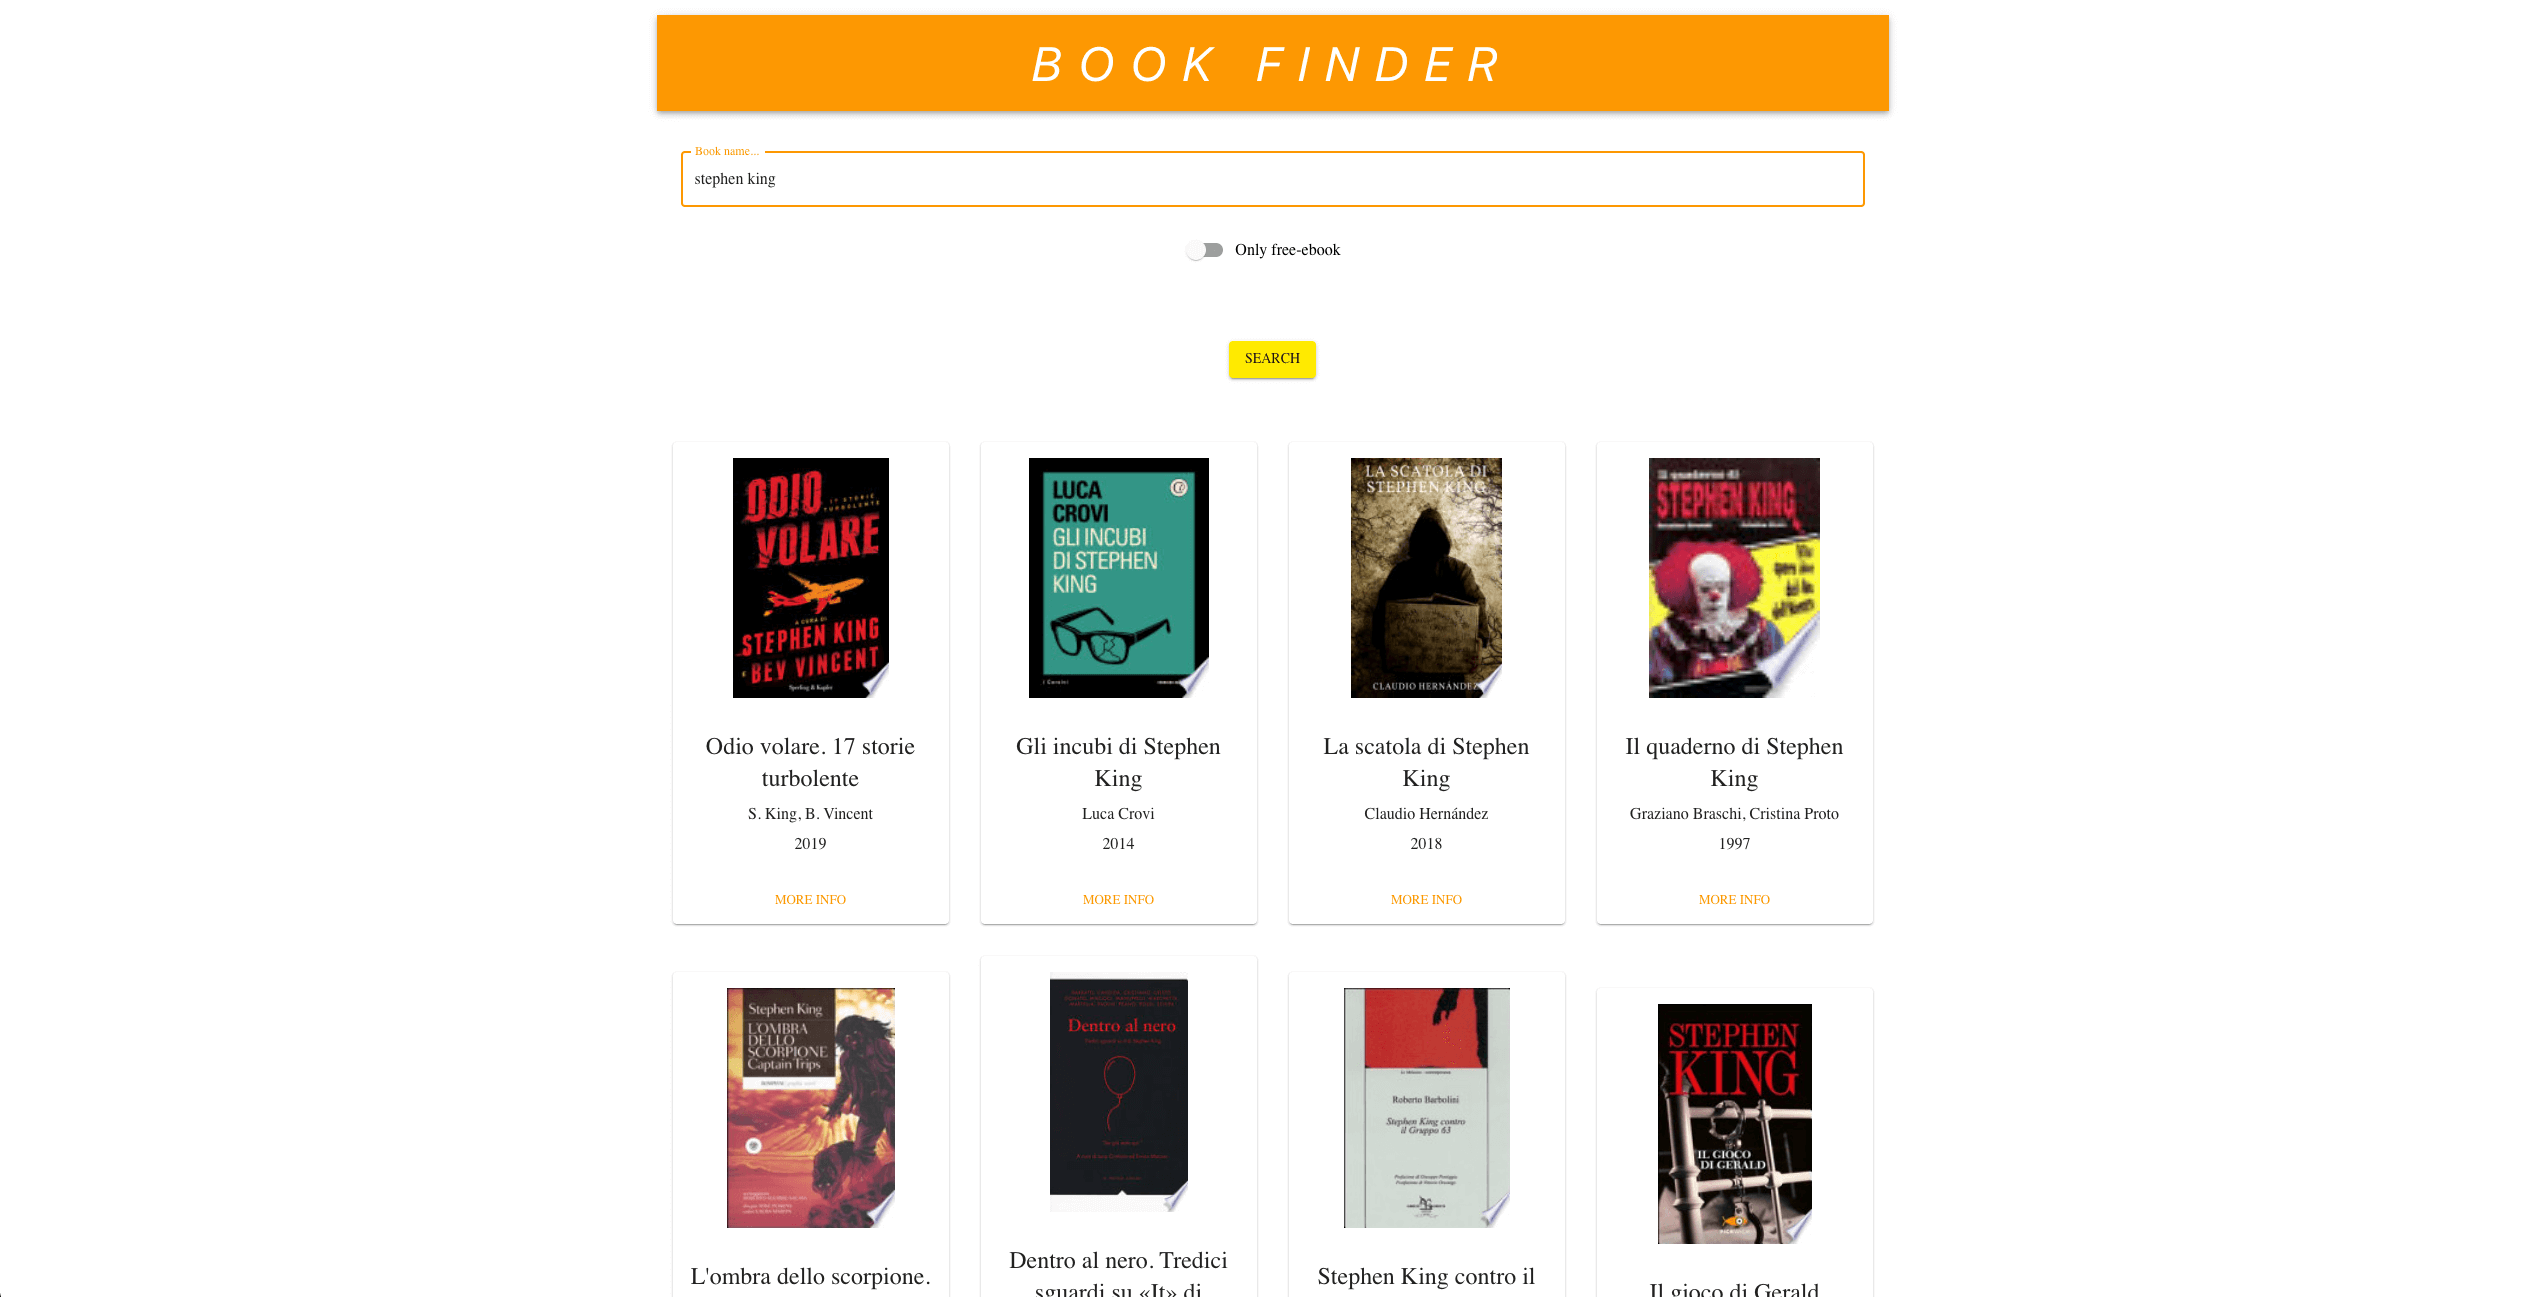 BOOK FINDER
Book name...
stephen king
Only free-ebook
SEARCH
ODIO
17 STORIE
TURBOLENTE
VOLARE
A CURA DI
STEPHEN KING
E BEV VINCENT
Sperling & Kupfer
LUCA
CROVI
GLI INCUBI
DI STEPHEN
KING
LA SCATOLA DI
STEPHEN KING
CLAUDIO HERNÁNDEZ
Il quaderno di
STEPHEN KING
Odio volare. 17 storie
turbolente
S. King, B. Vincent
2019
MORE INFO
Gli incubi di Stephen
King
Luca Crovi
2014
MORE INFO
La scatola di Stephen
King
Claudio Hernández
2018
MORE INFO
Il quaderno di Stephen
King
Graziano Braschi, Cristina Proto
1997
MORE INFO
Stephen King
L'OMBRA
DELLO
SCORPIONE
Captain Trips
Dentro al nero
Roberto Barbolini
Stephen King contro
il Gruppo 63
STEPHEN
KING
IL GIOCO
DI GERALD
L'ombra dello scorpione.
Dentro al nero. Tredici
sguardi su «It» di
Stephen King contro il
Il gioco di Gerald